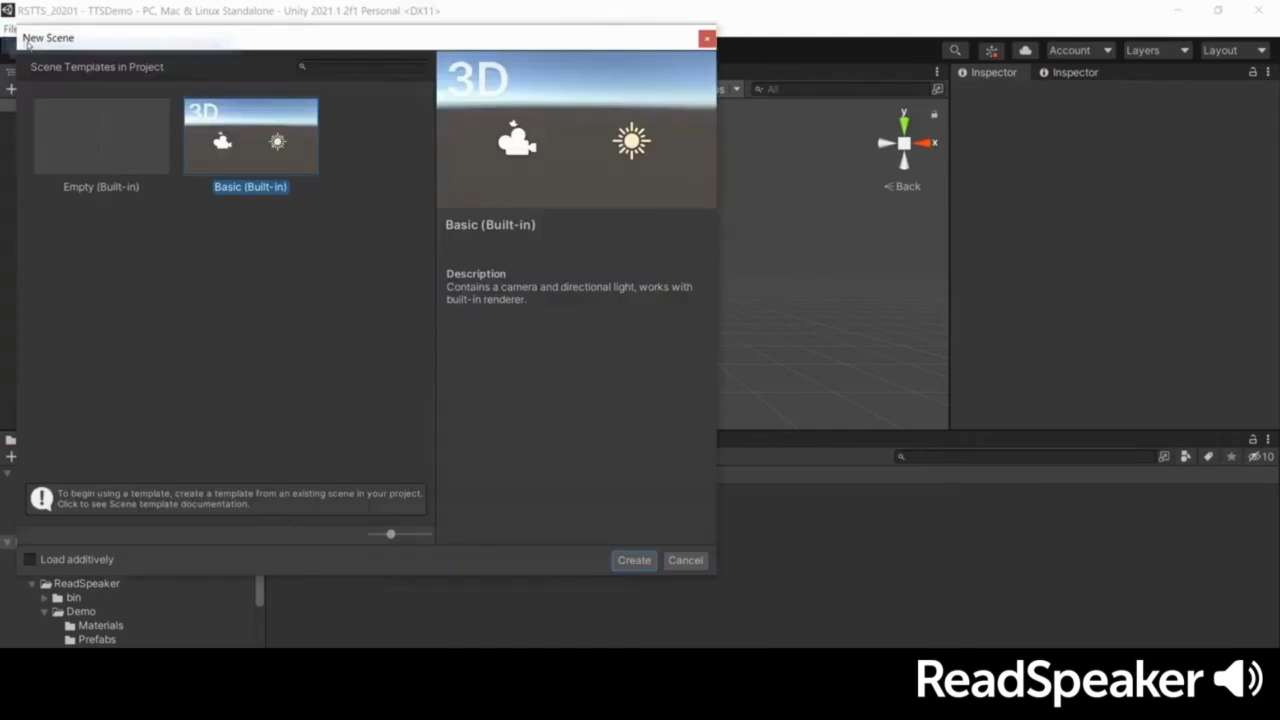 RSTTS_20201 - TTSDemo - PC, Mac & Linux Standalone - Unity 2021.1.2f1 Personal <DX11>
New Scene
Account
Layers
Layout
Scene Templates in Project
3D
All
Inspector
Inspector
3D
y
x
Empty (Built-in)
Basic (Built-in)
Back
Basic (Built-in)
Description
Contains a camera and directional light, works with
built-in renderer.
10
To begin using a template, create a template from an existing scene in your project.
Click to see Scene template documentation.
Load additively
Create
Cancel
ReadSpeaker
bin
Demo
Materials
Prefabs
ReadSpeaker